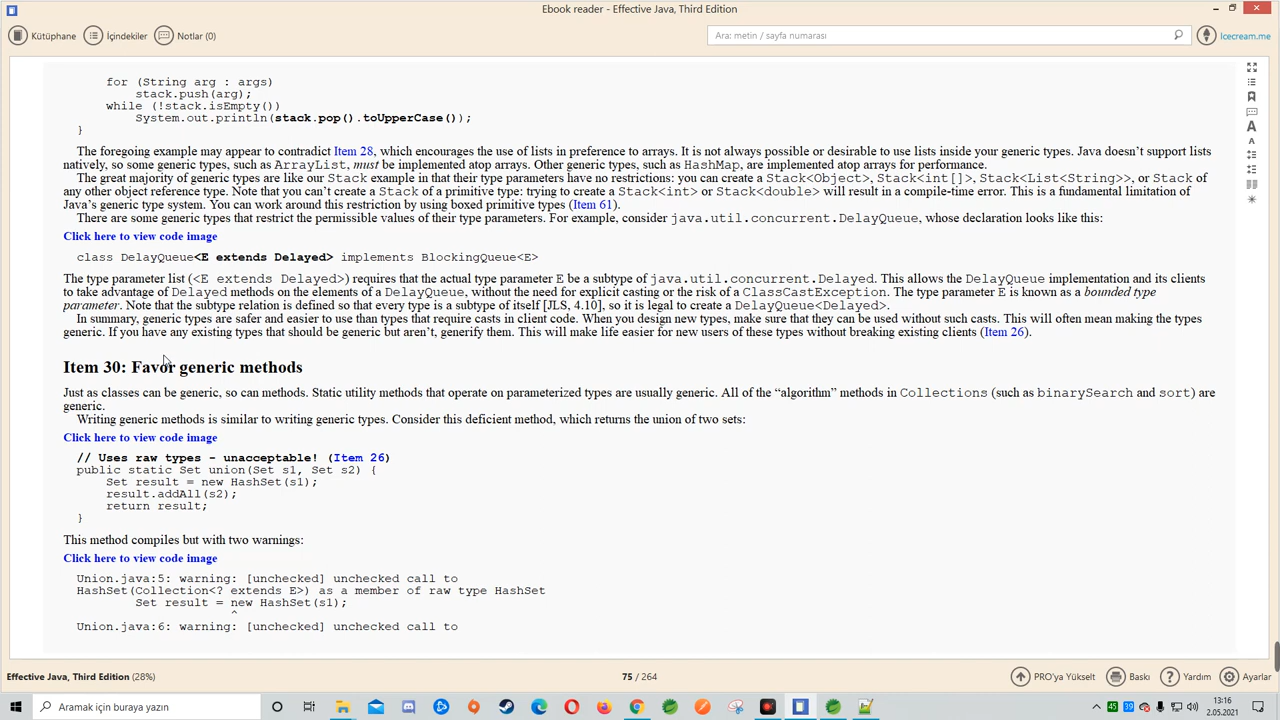 Ebook reader - Effective Java, Third Edition
Kütüphane İçindekiler Notlar (0) Ara: metin / sayfa numarası Icecream.me
for (String arg : args)
stack.push(arg);
while (!stack.isEmpty())
System.out.println(stack.pop().toUpperCase());
}
The foregoing example may appear to contradict Item 28, which encourages the use of lists in preference to arrays. It is not always possible or desirable to use lists inside your generic types. Java doesn't support lists
natively, so some generic types, such as ArrayList, must be implemented atop arrays. Other generic types, such as HashMap, are implemented atop arrays for performance.
The great majority of generic types are like our Stack example in that their type parameters have no restrictions: you can create a Stack<Object>, Stack<int[]>, Stack<List<String>>, or Stack of
any other object reference type. Note that you can't create a Stack of a primitive type: trying to create a Stack<int> or Stack<double> will result in a compile-time error. This is a fundamental limitation of
Java's generic type system. You can work around this restriction by using boxed primitive types (Item 61).
There are some generic types that restrict the permissible values of their type parameters. For example, consider java.util.concurrent.DelayQueue, whose declaration looks like this:
Click here to view code image
class DelayQueue<E extends Delayed> implements BlockingQueue<E>
The type parameter list (<E extends Delayed>) requires that the actual type parameter E be a subtype of java.util.concurrent.Delayed. This allows the DelayQueue implementation and its clients
to take advantage of Delayed methods on the elements of a DelayQueue, without the need for explicit casting or the risk of a ClassCastException. The type parameter E is known as a bounded type
parameter. Note that the subtype relation is defined so that every type is a subtype of itself [JLS, 4.10], so it is legal to create a DelayQueue<Delayed>.
In summary, generic types are safer and easier to use than types that require casts in client code. When you design new types, make sure that they can be used without such casts. This will often mean making the types
generic. If you have any existing types that should be generic but aren't, generify them. This will make life easier for new users of these types without breaking existing clients (Item 26).
Item 30: Favor generic methods
Just as classes can be generic, so can methods. Static utility methods that operate on parameterized types are usually generic. All of the “algorithm” methods in Collections (such as binarySearch and sort) are
generic.
Writing generic methods is similar to writing generic types. Consider this deficient method, which returns the union of two sets:
Click here to view code image
// Uses raw types - unacceptable! (Item 26)
public static Set union(Set s1, Set s2) {
Set result = new HashSet(s1);
result.addAll(s2);
return result;
}
This method compiles but with two warnings:
Click here to view code image
Union.java:5: warning: [unchecked] unchecked call to
HashSet(Collection<? extends E>) as a member of raw type HashSet
Set result = new HashSet(s1);
^
Union.java:6: warning: [unchecked] unchecked call to
Effective Java, Third Edition (28%) 75 / 264 PRO'ya Yükselt Baskı Yardım Ayarlar
Aramak için buraya yazın 45 39 13:16
2.05.2021